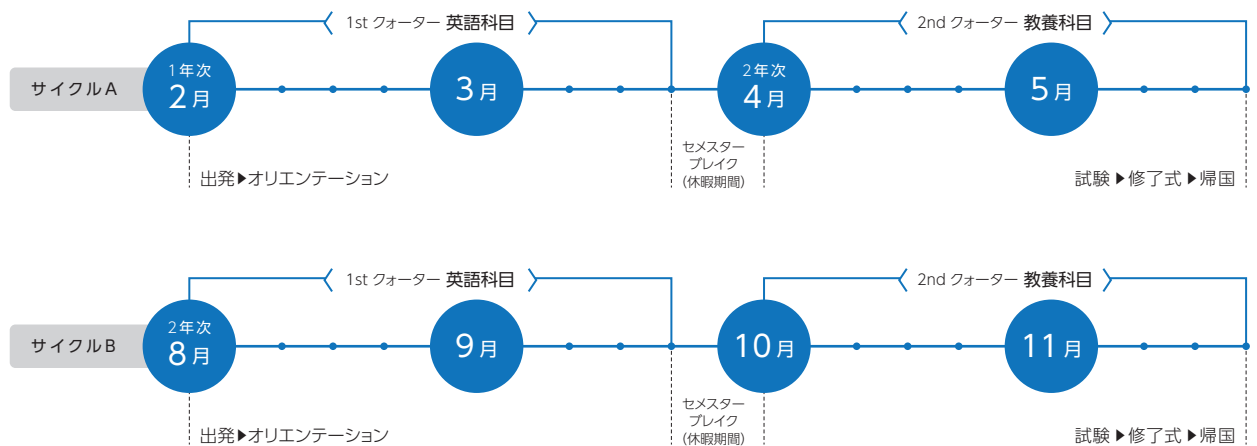 1st クォーター 英語科目
2nd クォーター 教養科目
サイクルA
1年次
2月
3月
2年次
4月
5月
セメスター
ブレイク
(休暇期間)
出発▶オリエンテーション
試験▶修了式▶帰国
1st クォーター 英語科目
2nd クォーター 教養科目
サイクルB
2年次
8月
9月
10月
11月
セメスター
ブレイク
(休暇期間)
出発▶オリエンテーション
試験▶修了式▶帰国